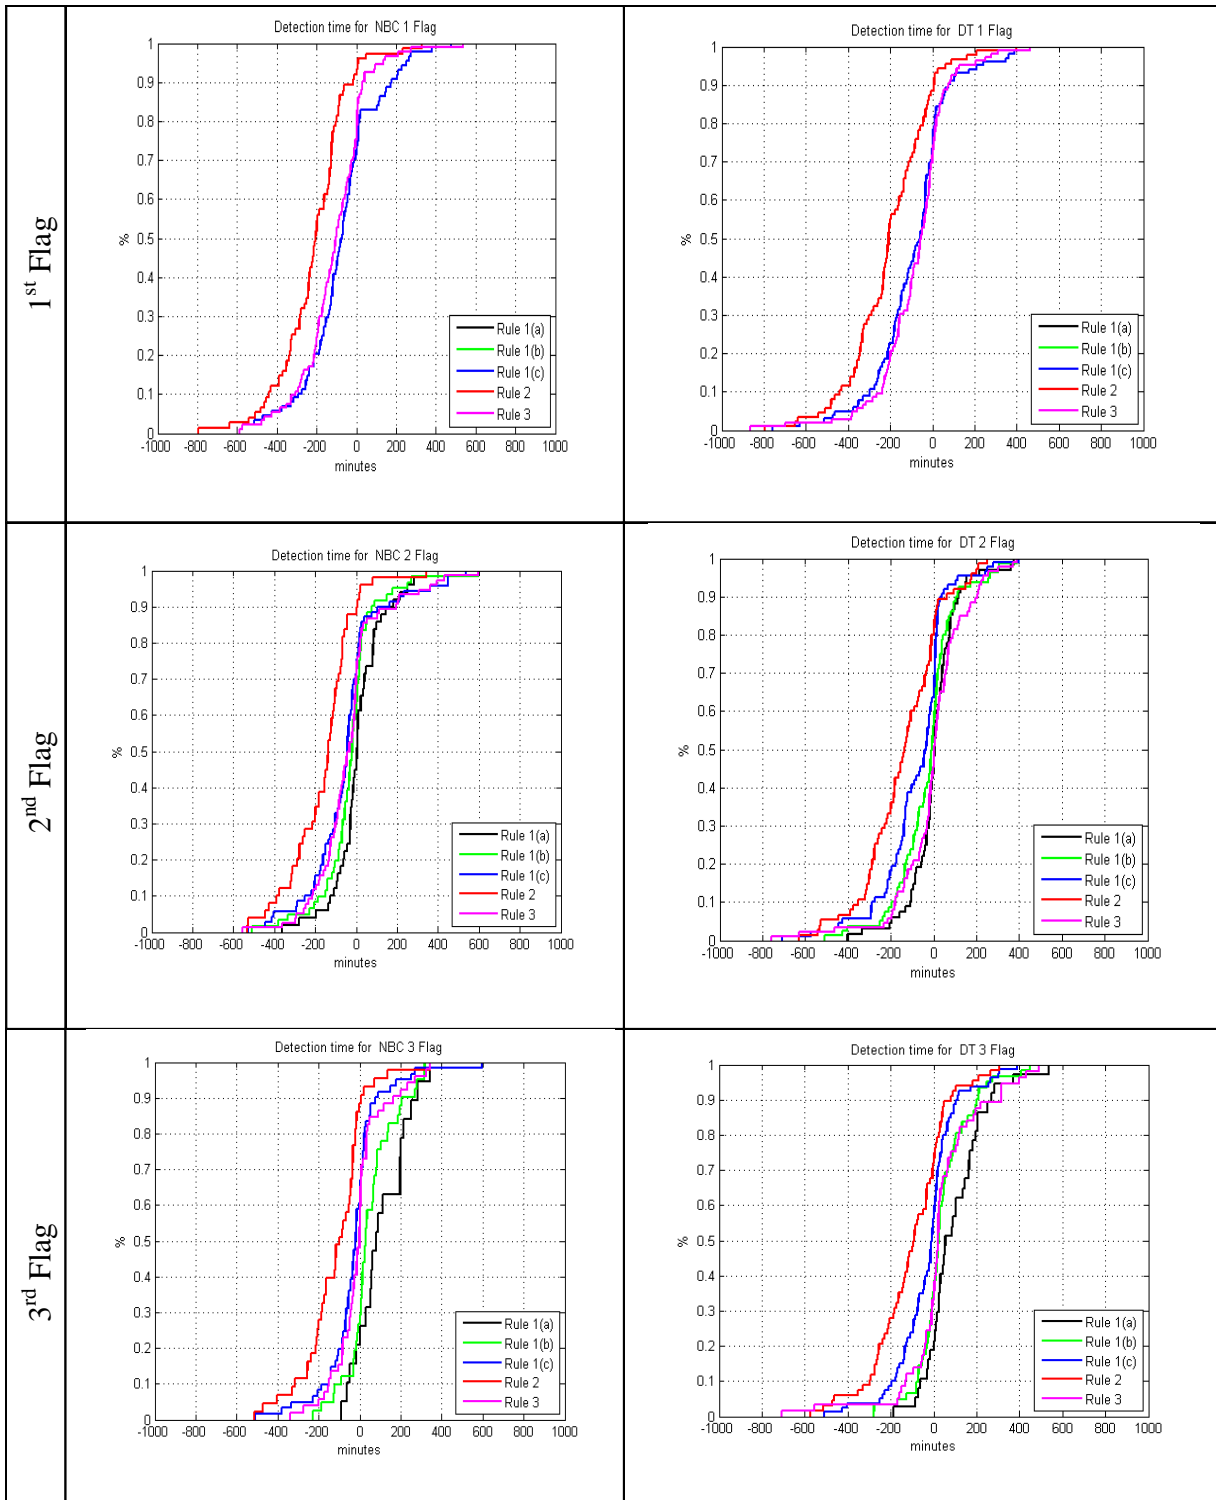 1st Flag
Detection time for NBC 1 Flag
1
0.9
0.8
0.7
0.6
0.5
0.4
0.3
0.2
0.1
0
%
-1000 -800 -600 -400 -200 0 200 400 600 800 1000
minutes
Rule 1(a)
Rule 1(b)
Rule 1(c)
Rule 2
Rule 3
Detection time for DT 1 Flag
1
0.9
0.8
0.7
0.6
0.5
0.4
0.3
0.2
0.1
0
%
-1000 -800 -600 -400 -200 0 200 400 600 800 1000
minutes
Rule 1(a)
Rule 1(b)
Rule 1(c)
Rule 2
Rule 3
2nd Flag
Detection time for NBC 2 Flag
1
0.9
0.8
0.7
0.6
0.5
0.4
0.3
0.2
0.1
0
%
-1000 -800 -600 -400 -200 0 200 400 600 800 1000
minutes
Rule 1(a)
Rule 1(b)
Rule 1(c)
Rule 2
Rule 3
Detection time for DT 2 Flag
1
0.9
0.8
0.7
0.6
0.5
0.4
0.3
0.2
0.1
0
%
-1000 -800 -600 -400 -200 0 200 400 600 800 1000
minutes
Rule 1(a)
Rule 1(b)
Rule 1(c)
Rule 2
Rule 3
3rd Flag
Detection time for NBC 3 Flag
1
0.9
0.8
0.7
0.6
0.5
0.4
0.3
0.2
0.1
0
%
-1000 -800 -600 -400 -200 0 200 400 600 800 1000
minutes
Rule 1(a)
Rule 1(b)
Rule 1(c)
Rule 2
Rule 3
Detection time for DT 3 Flag
1
0.9
0.8
0.7
0.6
0.5
0.4
0.3
0.2
0.1
0
%
-1000 -800 -600 -400 -200 0 200 400 600 800 1000
minutes
Rule 1(a)
Rule 1(b)
Rule 1(c)
Rule 2
Rule 3